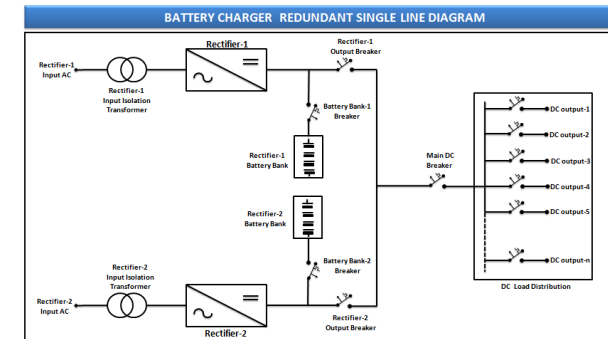 BATTERY CHARGER REDUNDANT SINGLE LINE DIAGRAM
Rectifier-1
Input AC
Rectifier-1
Input Isolation
Transformer
Rectifier-1
Rectifier-1
Output Breaker
Battery Bank-1
Breaker
Rectifier-1
Battery Bank
Main DC
Breaker
DC output-1
DC output-2
DC output-3
DC output-4
DC output-5
DC output-n
DC Load Distribution
Rectifier-2
Battery Bank
Battery Bank-2
Breaker
Rectifier-2
Input Isolation
Transformer
Rectifier-2
Input AC
Rectifier-2
Rectifier-2
Output Breaker